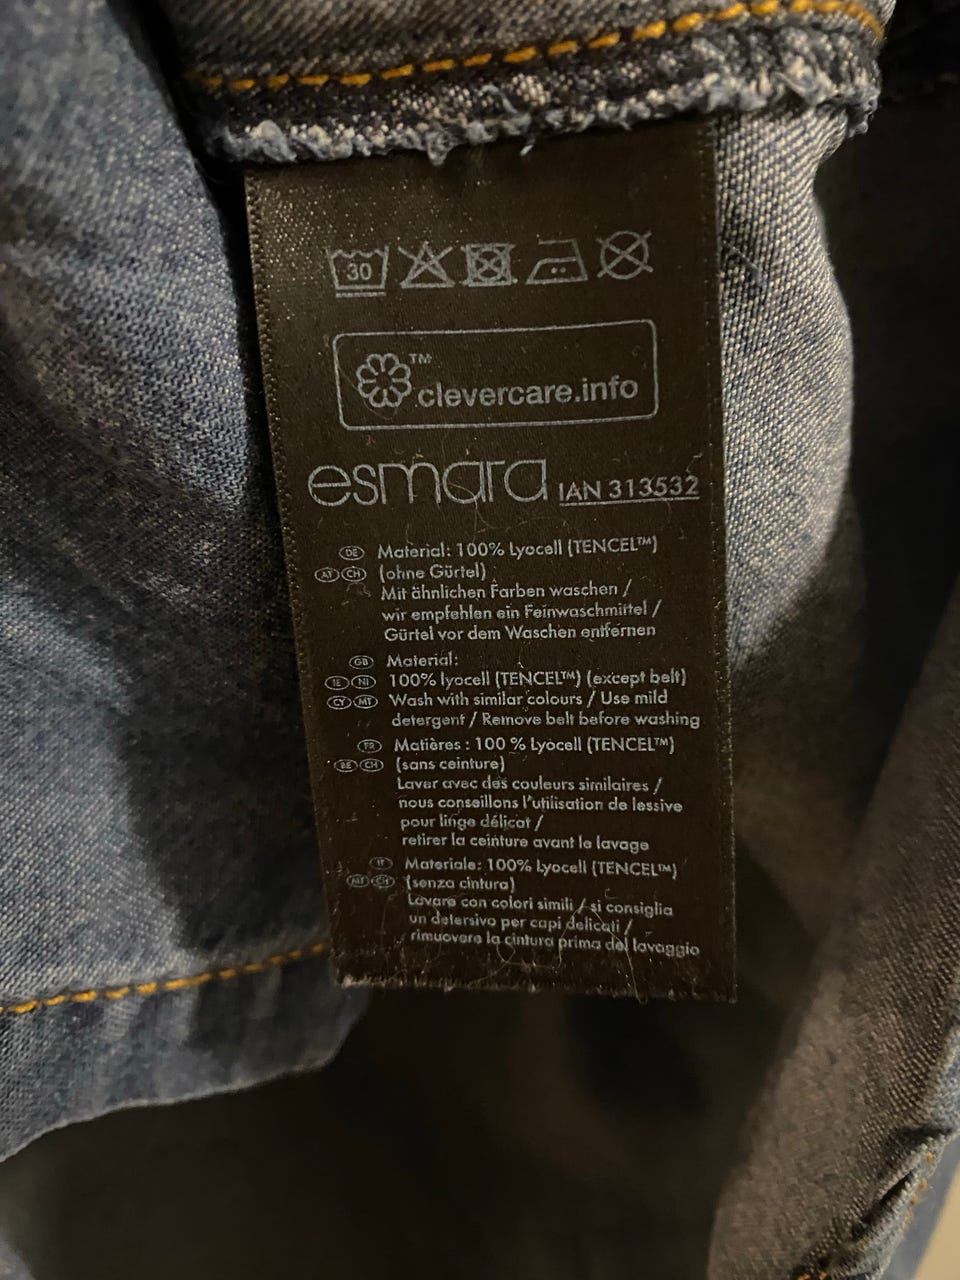 30
™
clevercare.info
esmara IAN 313532
DE Material: 100% Lyocell (TENCEL™)
AT CH (ohne Gürtel)
Mit ähnlichen Farben waschen /
wir empfehlen ein Feinwaschmittel /
Gürtel vor dem Waschen entfernen
GB Material:
IE NI 100% lyocell (TENCEL™) (except belt)
CY MT Wash with similar colours / Use mild
detergent / Remove belt before washing
FR Matières : 100 % Lyocell (TENCEL™)
BE CH (sans ceinture)
Laver avec des couleurs similaires /
nous conseillons l'utilisation de lessive
pour linge délicat /
retirer la ceinture avant le lavage
IT Materiale: 100% Lyocell (TENCEL™)
MT CH (senza cintura)
Lavare con colori simili / si consiglia
un detersivo per capi delicati /
rimuovere la cintura prima del lavaggio